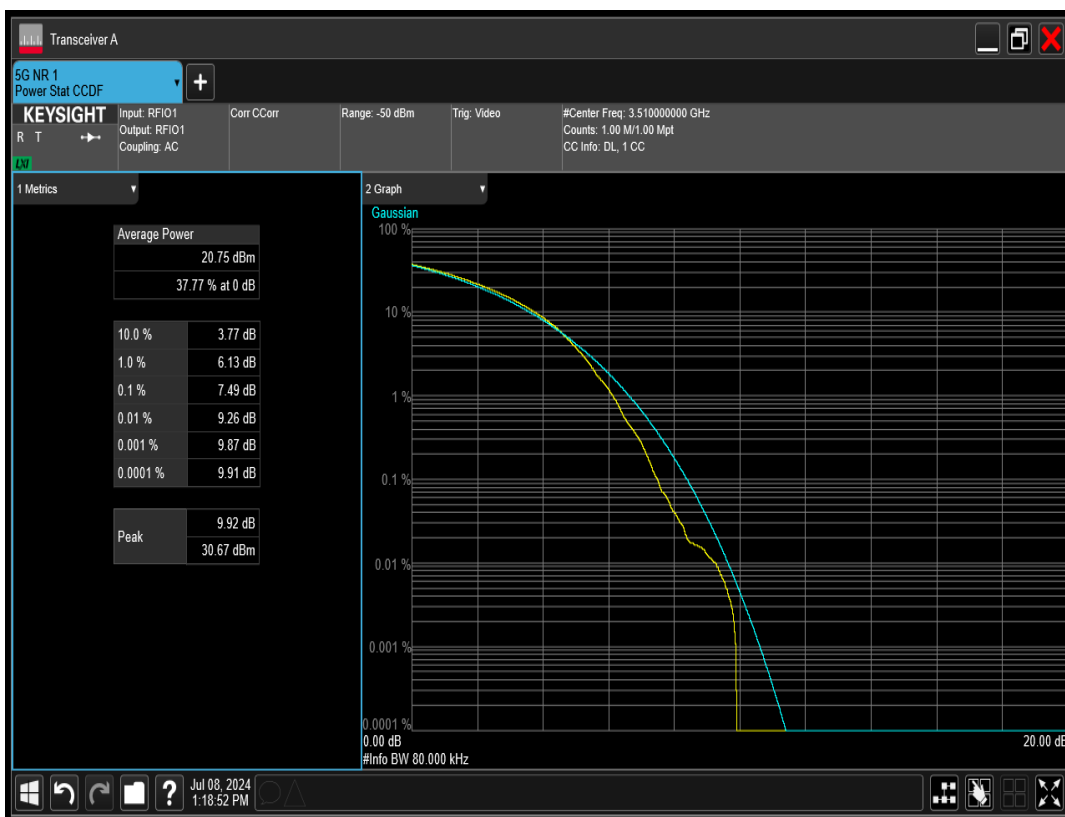 Transceiver A
5G NR 1
Power Stat CCDF
+
KEYSIGHT
R T
LXI
Input: RFIO1
Output: RFIO1
Coupling: AC
Corr CCorr
Range: -50 dBm
Trig: Video
#Center Freq: 3.510000000 GHz
Counts: 1.00 M/1.00 Mpt
CC Info: DL, 1 CC
1 Metrics
Average Power
20.75 dBm
37.77 % at 0 dB
10.0 % 3.77 dB
1.0 % 6.13 dB
0.1 % 7.49 dB
0.01 % 9.26 dB
0.001 % 9.87 dB
0.0001 % 9.91 dB
Peak
9.92 dB
30.67 dBm
2 Graph
Gaussian
100 %
10 %
1 %
0.1 %
0.01 %
0.001 %
0.0001 %
0.00 dB
20.00 dB
#Info BW 80.000 kHz
?
Jul 08, 2024
1:18:52 PM